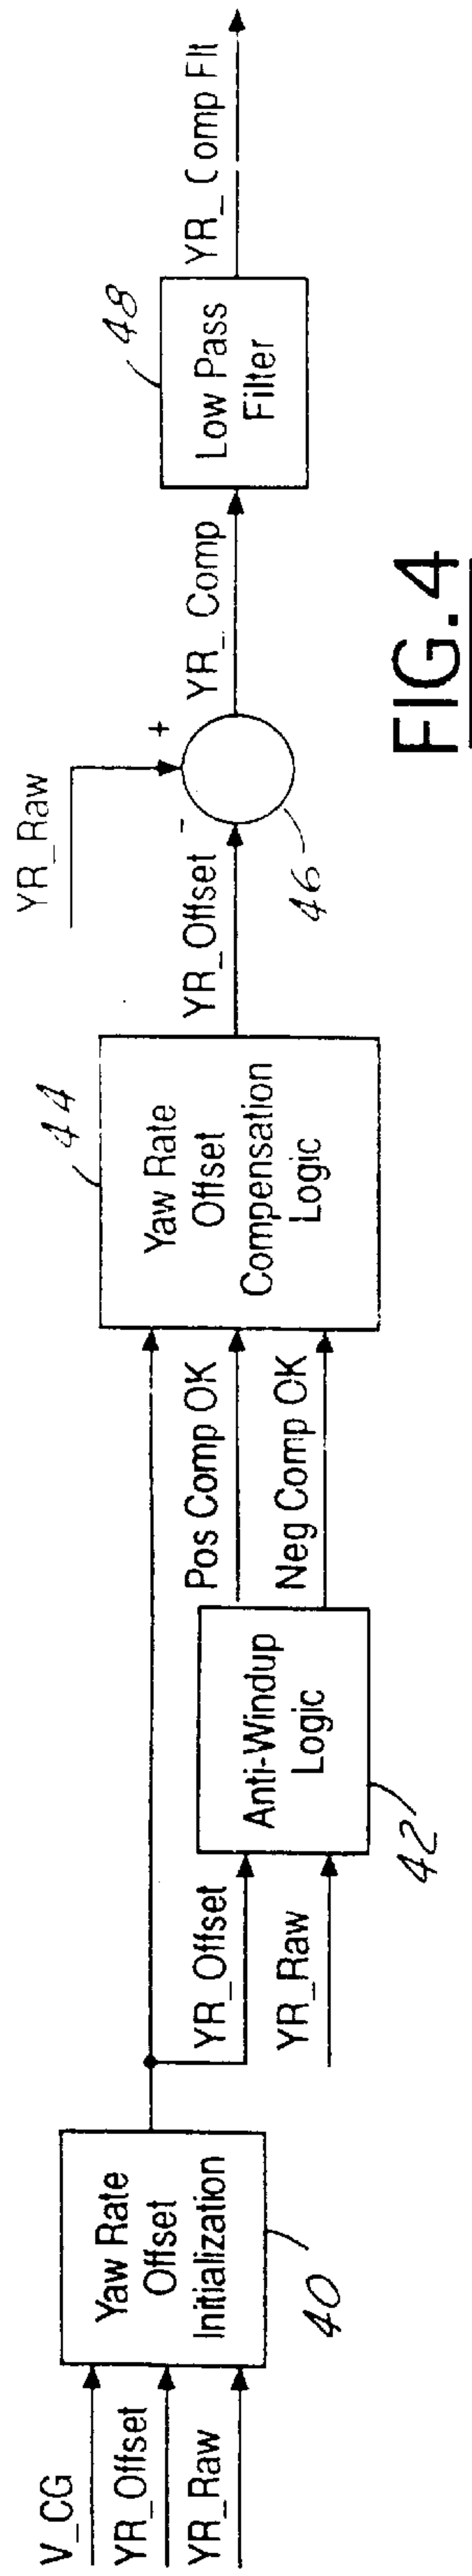 V_CG
YR_Offset
YR_Raw
Yaw Rate
Offset
Initialization
40
YR_Offset
YR_Raw
Anti-Windup
Logic
42
Pos Comp OK
Neg Comp OK
Yaw Rate
Offset
Compensation
Logic
44
YR_Offset
YR_Raw
+
-
46
YR_Comp
Low Pass
Filter
48
YR_Comp Flt
FIG. 4